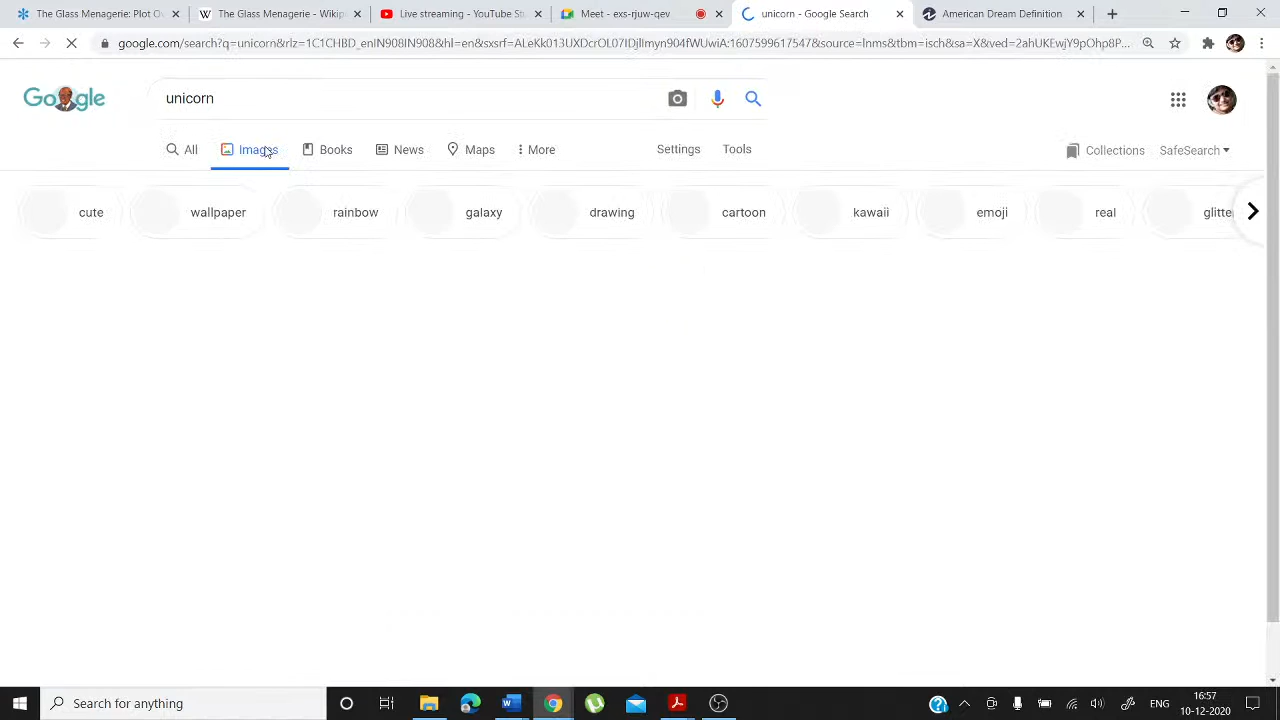 The Glass Menagerie: Plot Ov
The Glass Menagerie - Wikip
Live streaming - YouTube St
Meet - exs-rjuw-qev
unicorn - Google Search
American Dream Definition
Google
unicorn
All
Images
Books
News
Maps
More
Settings
Tools
Collections
SafeSearch
cute
wallpaper
rainbow
galaxy
drawing
cartoon
kawaii
emoji
real
glitte
Search for anything
ENG
16:57
10-12-2020